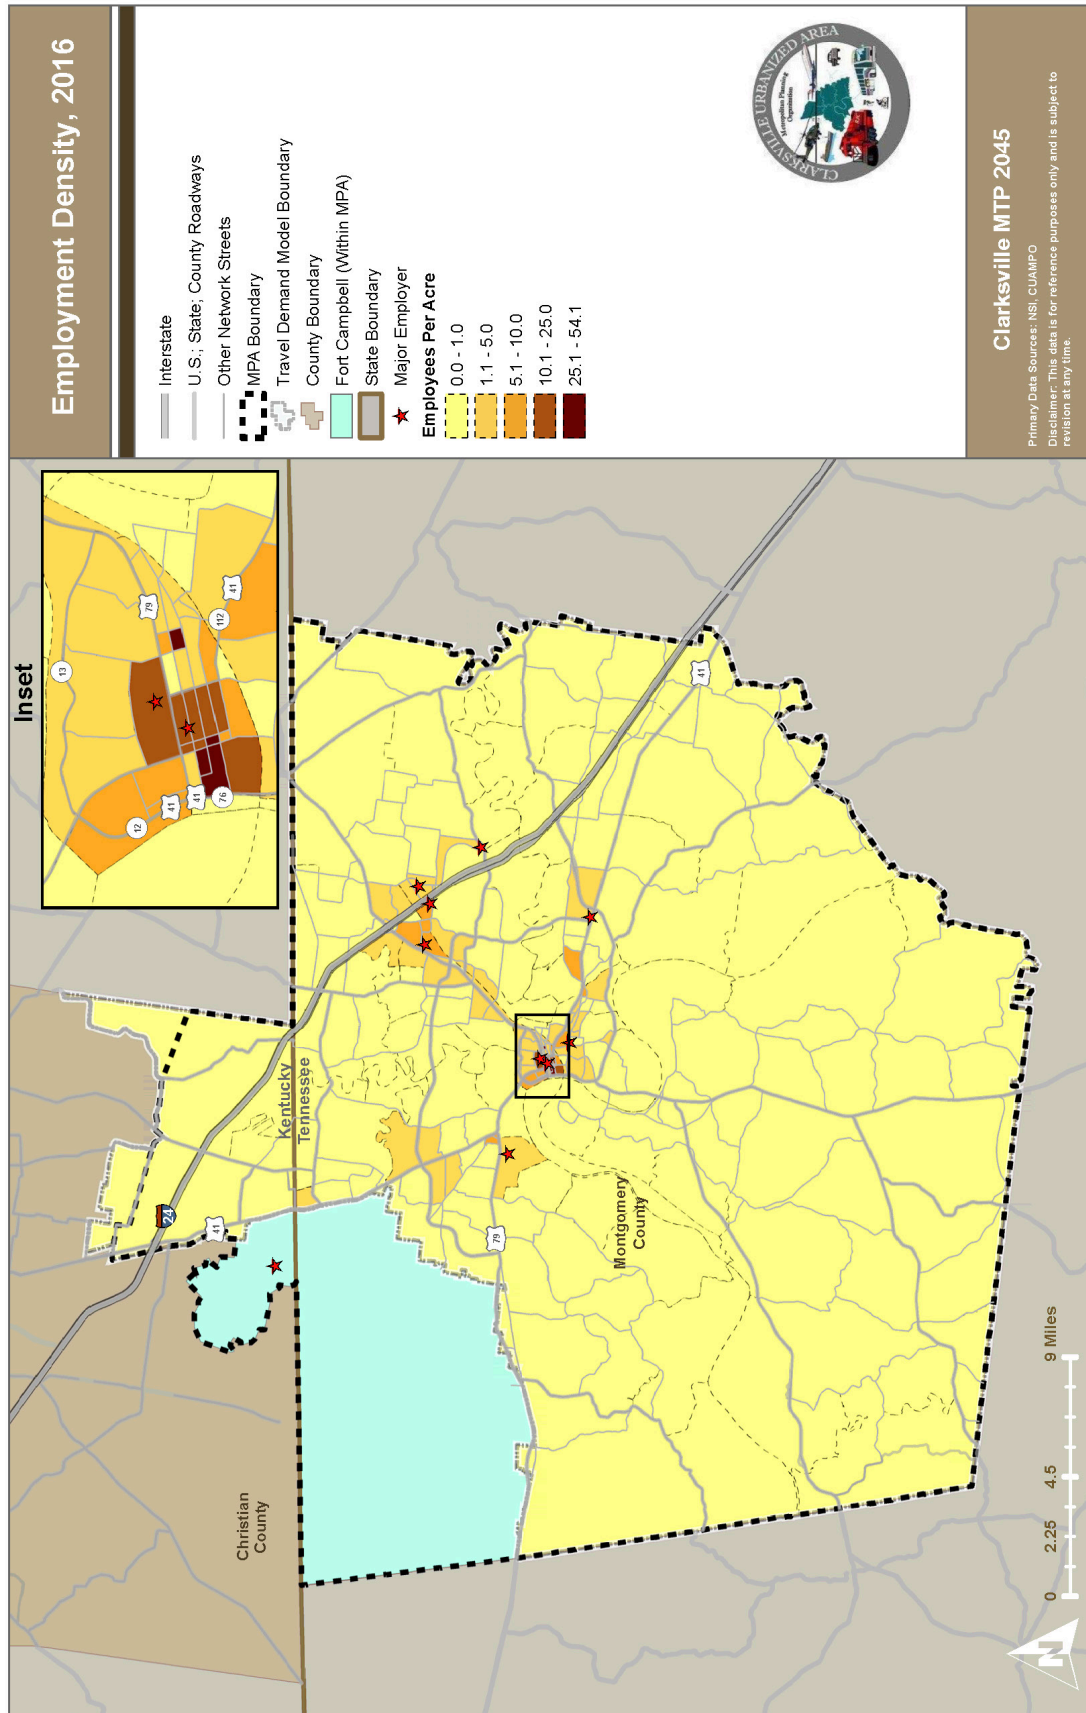 Employment Density, 2016
Interstate
U.S.; State; County Roadways
Other Network Streets
MPA Boundary
Travel Demand Model Boundary
County Boundary
Fort Campbell (Within MPA)
State Boundary
Major Employer
Employees Per Acre
0.0 - 1.0
1.1 - 5.0
5.1 - 10.0
10.1 - 25.0
25.1 - 54.1
CLARKSVILLE URBANIZED AREA
Metropolitan Planning
Organization
Clarksville MTP 2045
Primary Data Sources: NSI, CUAMPO
Disclaimer: This data is for reference purposes only and is subject to
revision at any time.
Inset
13
79
41
112
12
41
41
76
Kentucky
Tennessee
24
41
79
41
Montgomery
County
Christian
County
0 2.25 4.5 9 Miles
N